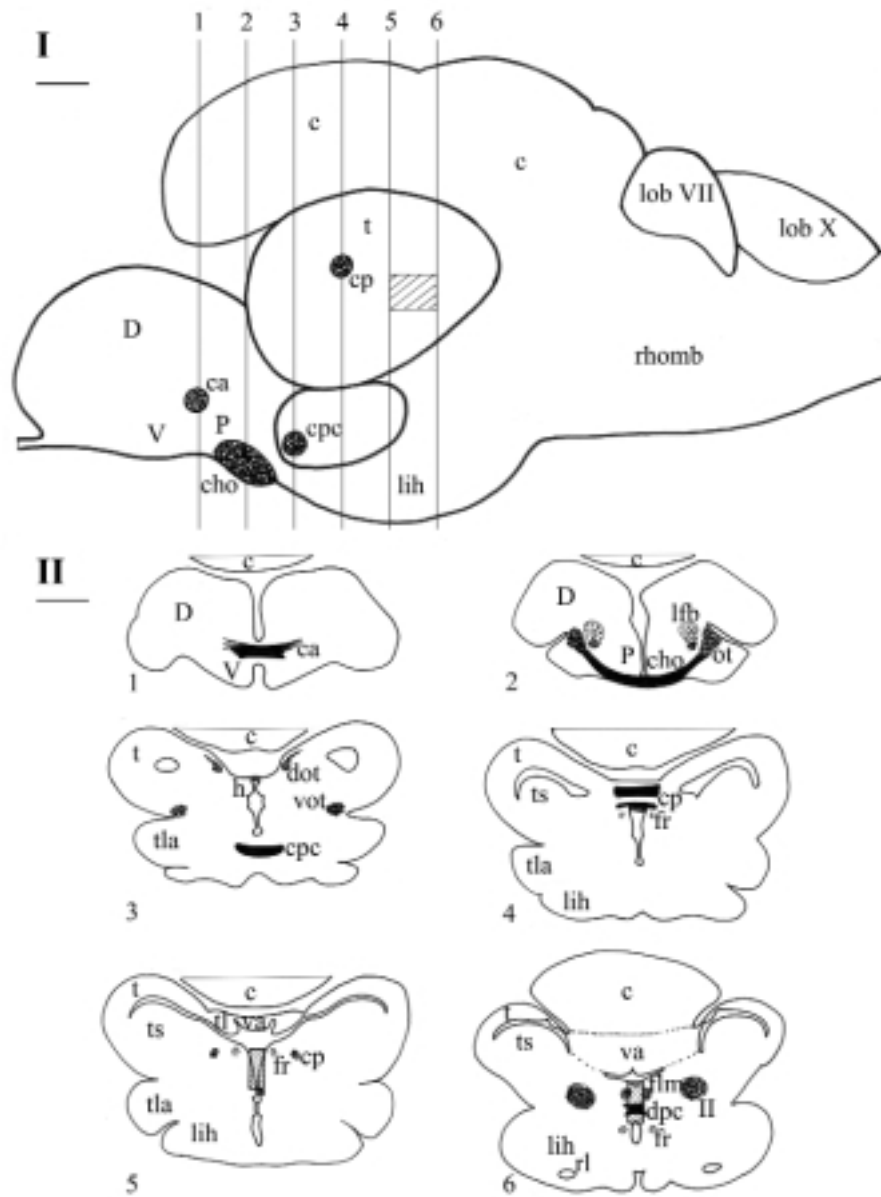 1 2 3 4 5 6
I
c
c
lob VII
t
lob X
cp
D
rhomb
ca
V P
cpc
cho
lih
II
c
D
ca
V
1
c
D
lfb
P cho ot
2
c
t
dot
h
vot
tla
cpc
3
c
t
ts
cp
fr
tla
lih
4
c
t
tl va
ts
fr cp
tla
lih
5
c
t
ts
va
flm
II
dpc
lih
fr
rl
6